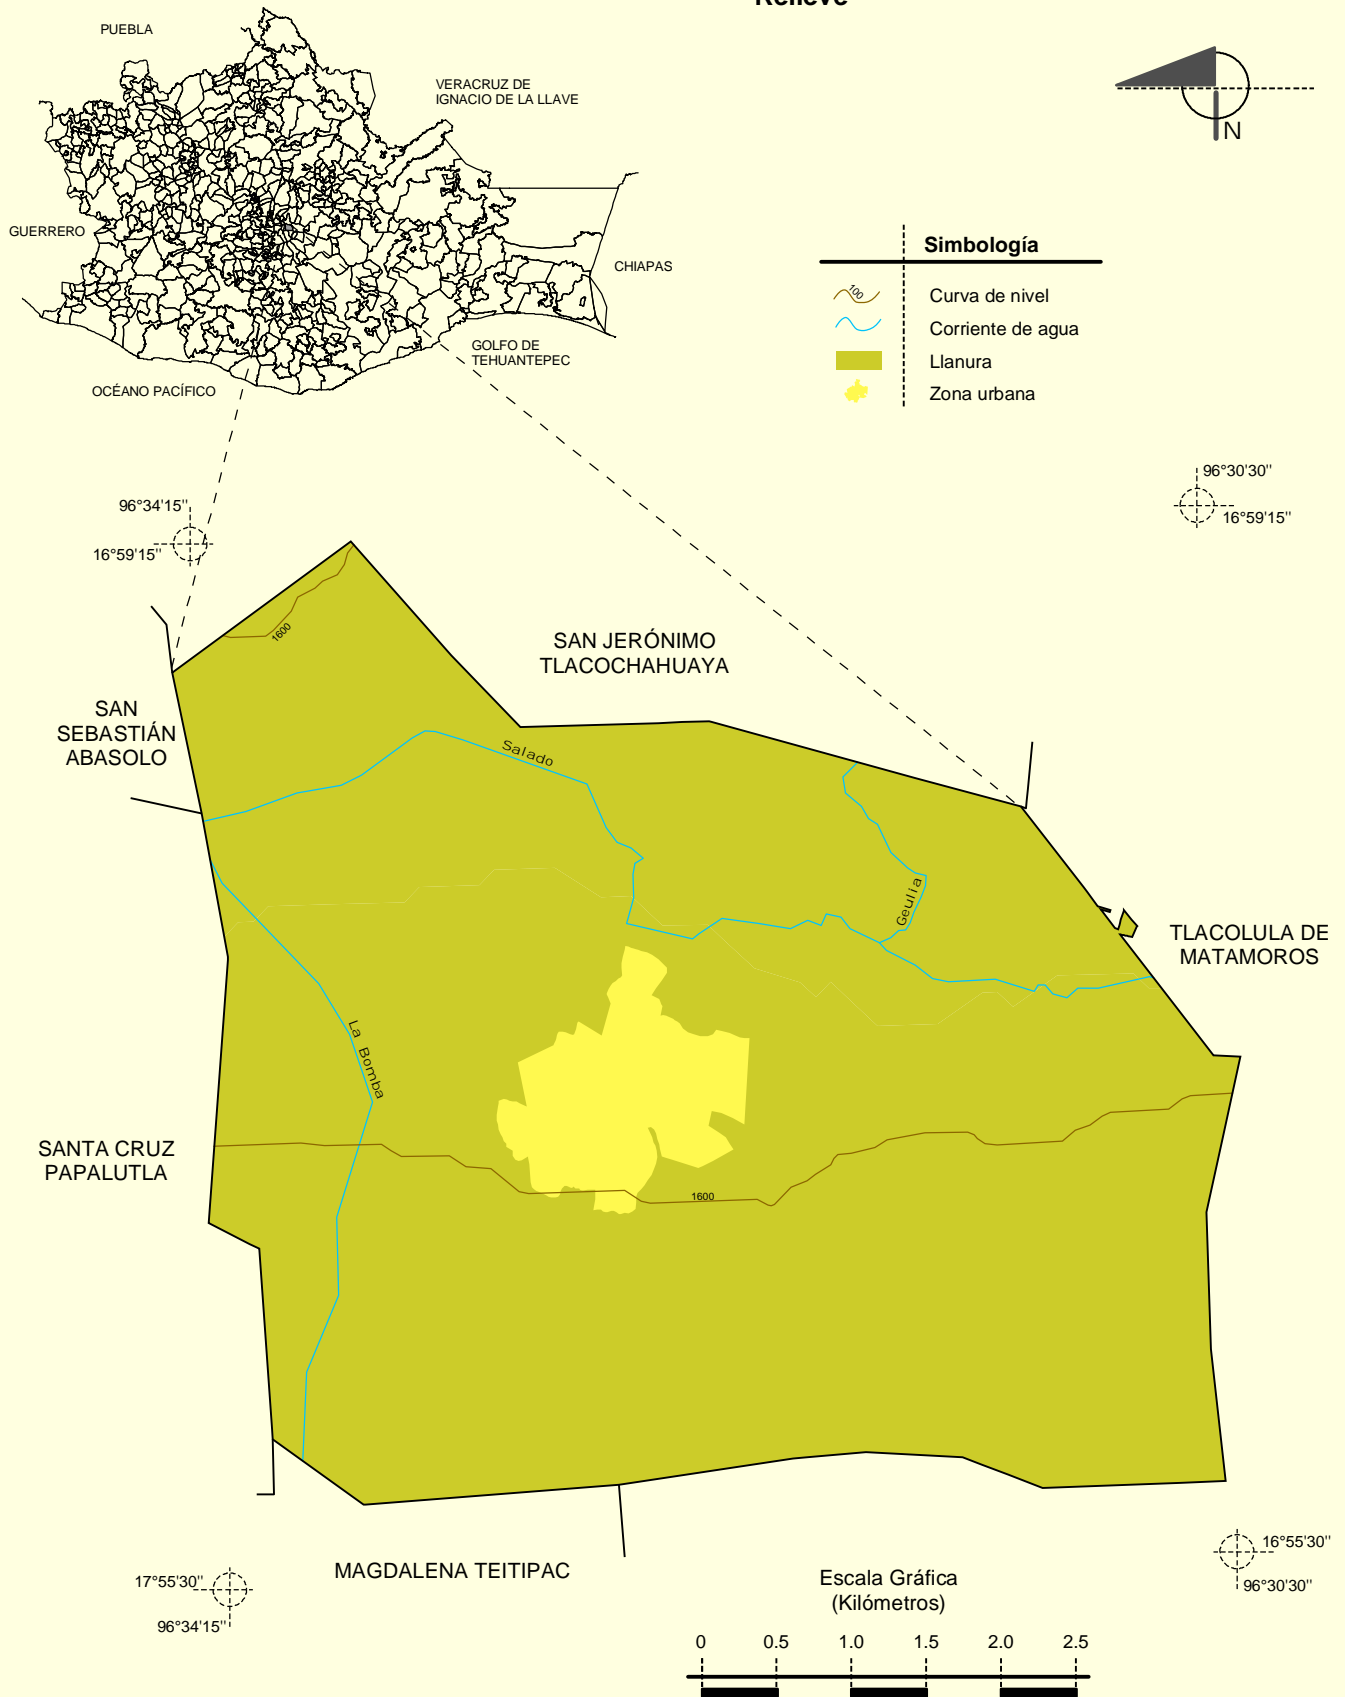 Relieve
PUEBLA
VERACRUZ DE
IGNACIO DE LA LLAVE
N
GUERRERO
CHIAPAS
GOLFO DE
TEHUANTEPEC
OCÉANO PACÍFICO
Simbología
100
Curva de nivel
Corriente de agua
Llanura
Zona urbana
96°30'30"
16°59'15"
96°34'15"
16°59'15"
1600
SAN JERÓNIMO
TLACOCHAHUAYA
SAN
SEBASTIÁN
ABASOLO
Salado
Geulia
TLACOLULA DE
MATAMOROS
La Bomba
SANTA CRUZ
PAPALUTLA
1600
16°55'30"
96°30'30"
MAGDALENA TEITIPAC
17°55'30"
96°34'15"
Escala Gráfica
(Kilómetros)
0 0.5 1.0 1.5 2.0 2.5